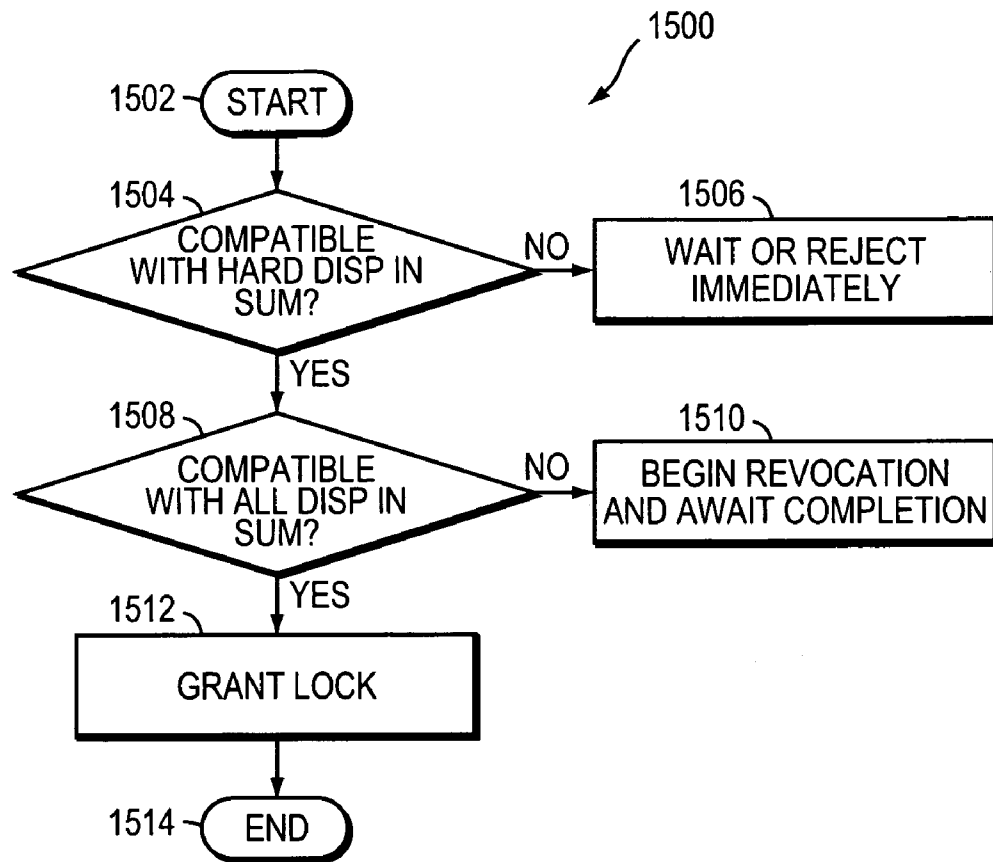 1500
1502
START
1504
COMPATIBLE
WITH HARD DISP IN
SUM?
NO
1506
WAIT OR REJECT
IMMEDIATELY
YES
1508
COMPATIBLE
WITH ALL DISP IN
SUM?
NO
1510
BEGIN REVOCATION
AND AWAIT COMPLETION
YES
1512
GRANT LOCK
1514
END